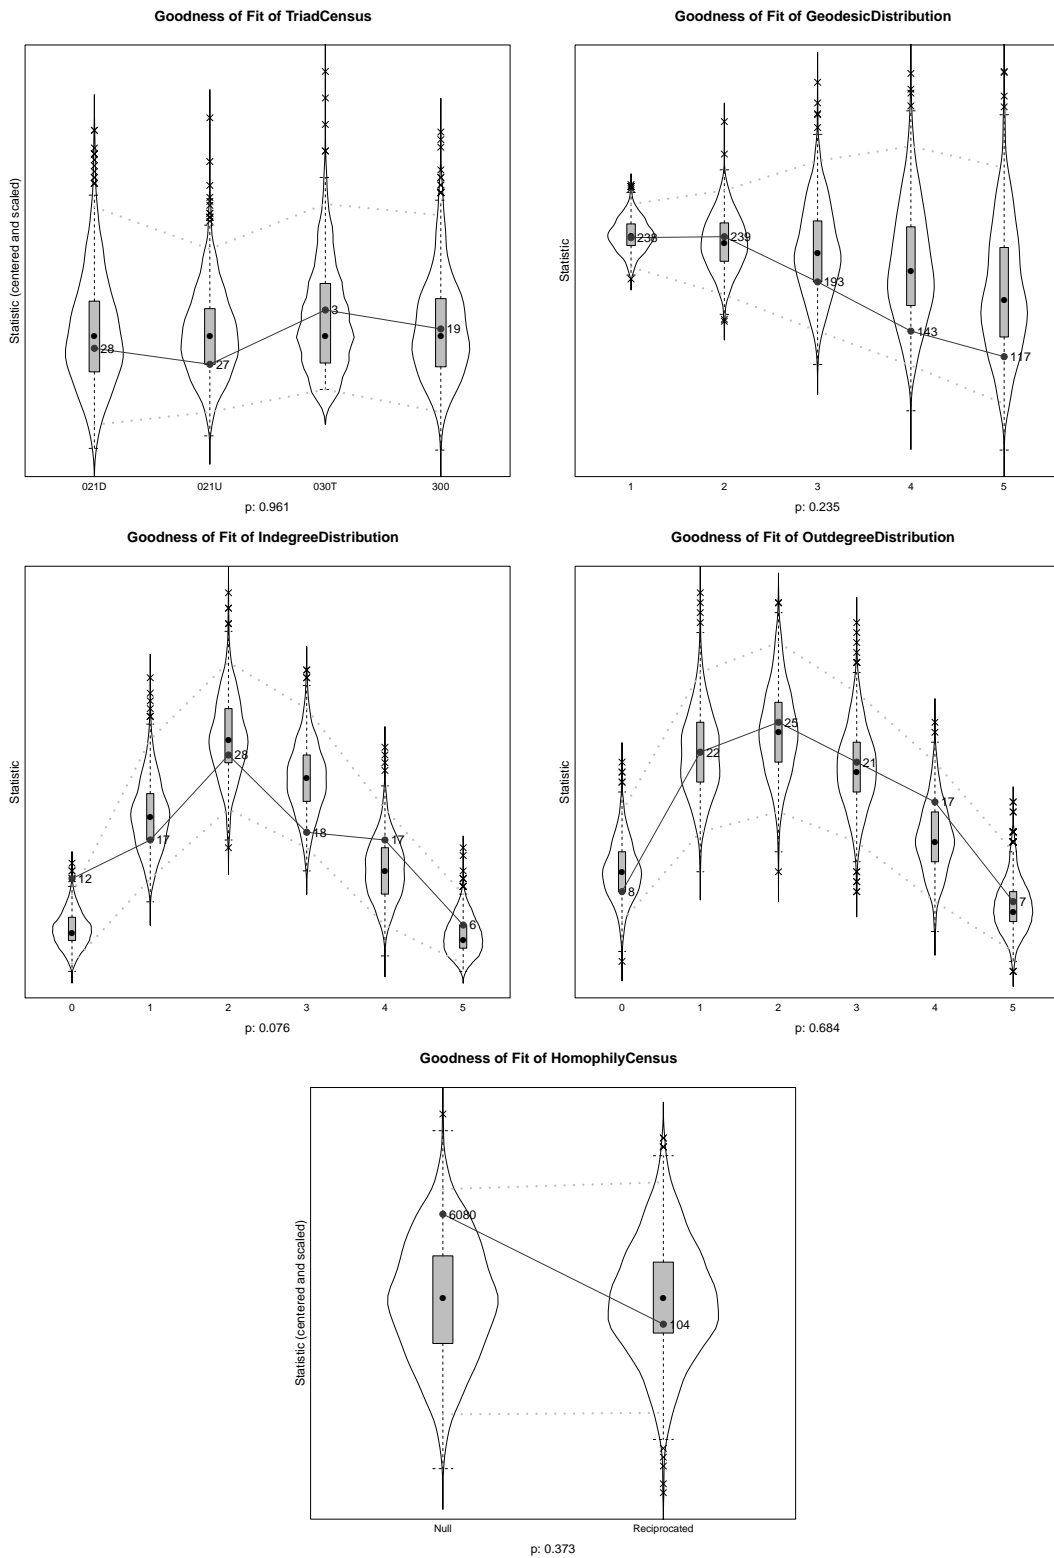 Goodness of Fit of TriadCensus
Statistic (centered and scaled)
28
27
3
19
021D 021U 030T 300
p: 0.961
Goodness of Fit of GeodesicDistribution
Statistic
238
239
193
143
117
1 2 3 4 5
p: 0.235
Goodness of Fit of IndegreeDistribution
Statistic
12
17
28
18
17
6
0 1 2 3 4 5
p: 0.076
Goodness of Fit of OutdegreeDistribution
Statistic
8
22
25
21
17
7
0 1 2 3 4 5
p: 0.684
Goodness of Fit of HomophilyCensus
Statistic (centered and scaled)
6080
104
Null Reciprocated
p: 0.373